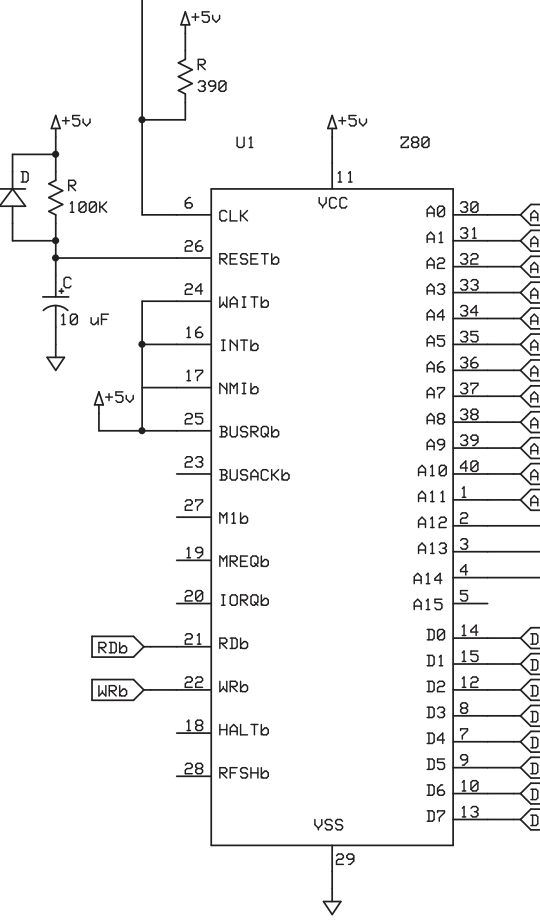 +5v
R
390
+5v
D
R
100K
C
+
10 uF
+5v
U1
Z80
+5v
11
VCC
6 CLK
26 RESETb
24 WAITb
16 INTb
17 NMIb
25 BUSRQb
23 BUSACKb
27 M1b
19 MREQb
20 IORQb
RDb 21 RDb
WRb 22 WRb
18 HALTb
28 RFSHb
A0 30 A
A1 31 A
A2 32 A
A3 33 A
A4 34 A
A5 35 A
A6 36 A
A7 37 A
A8 38 A
A9 39 A
A10 40 A
A11 1 A
A12 2
A13 3
A14 4
A15 5
D0 14 D
D1 15 D
D2 12 D
D3 8 D
D4 7 D
D5 9 D
D6 10 D
D7 13 D
VSS
29